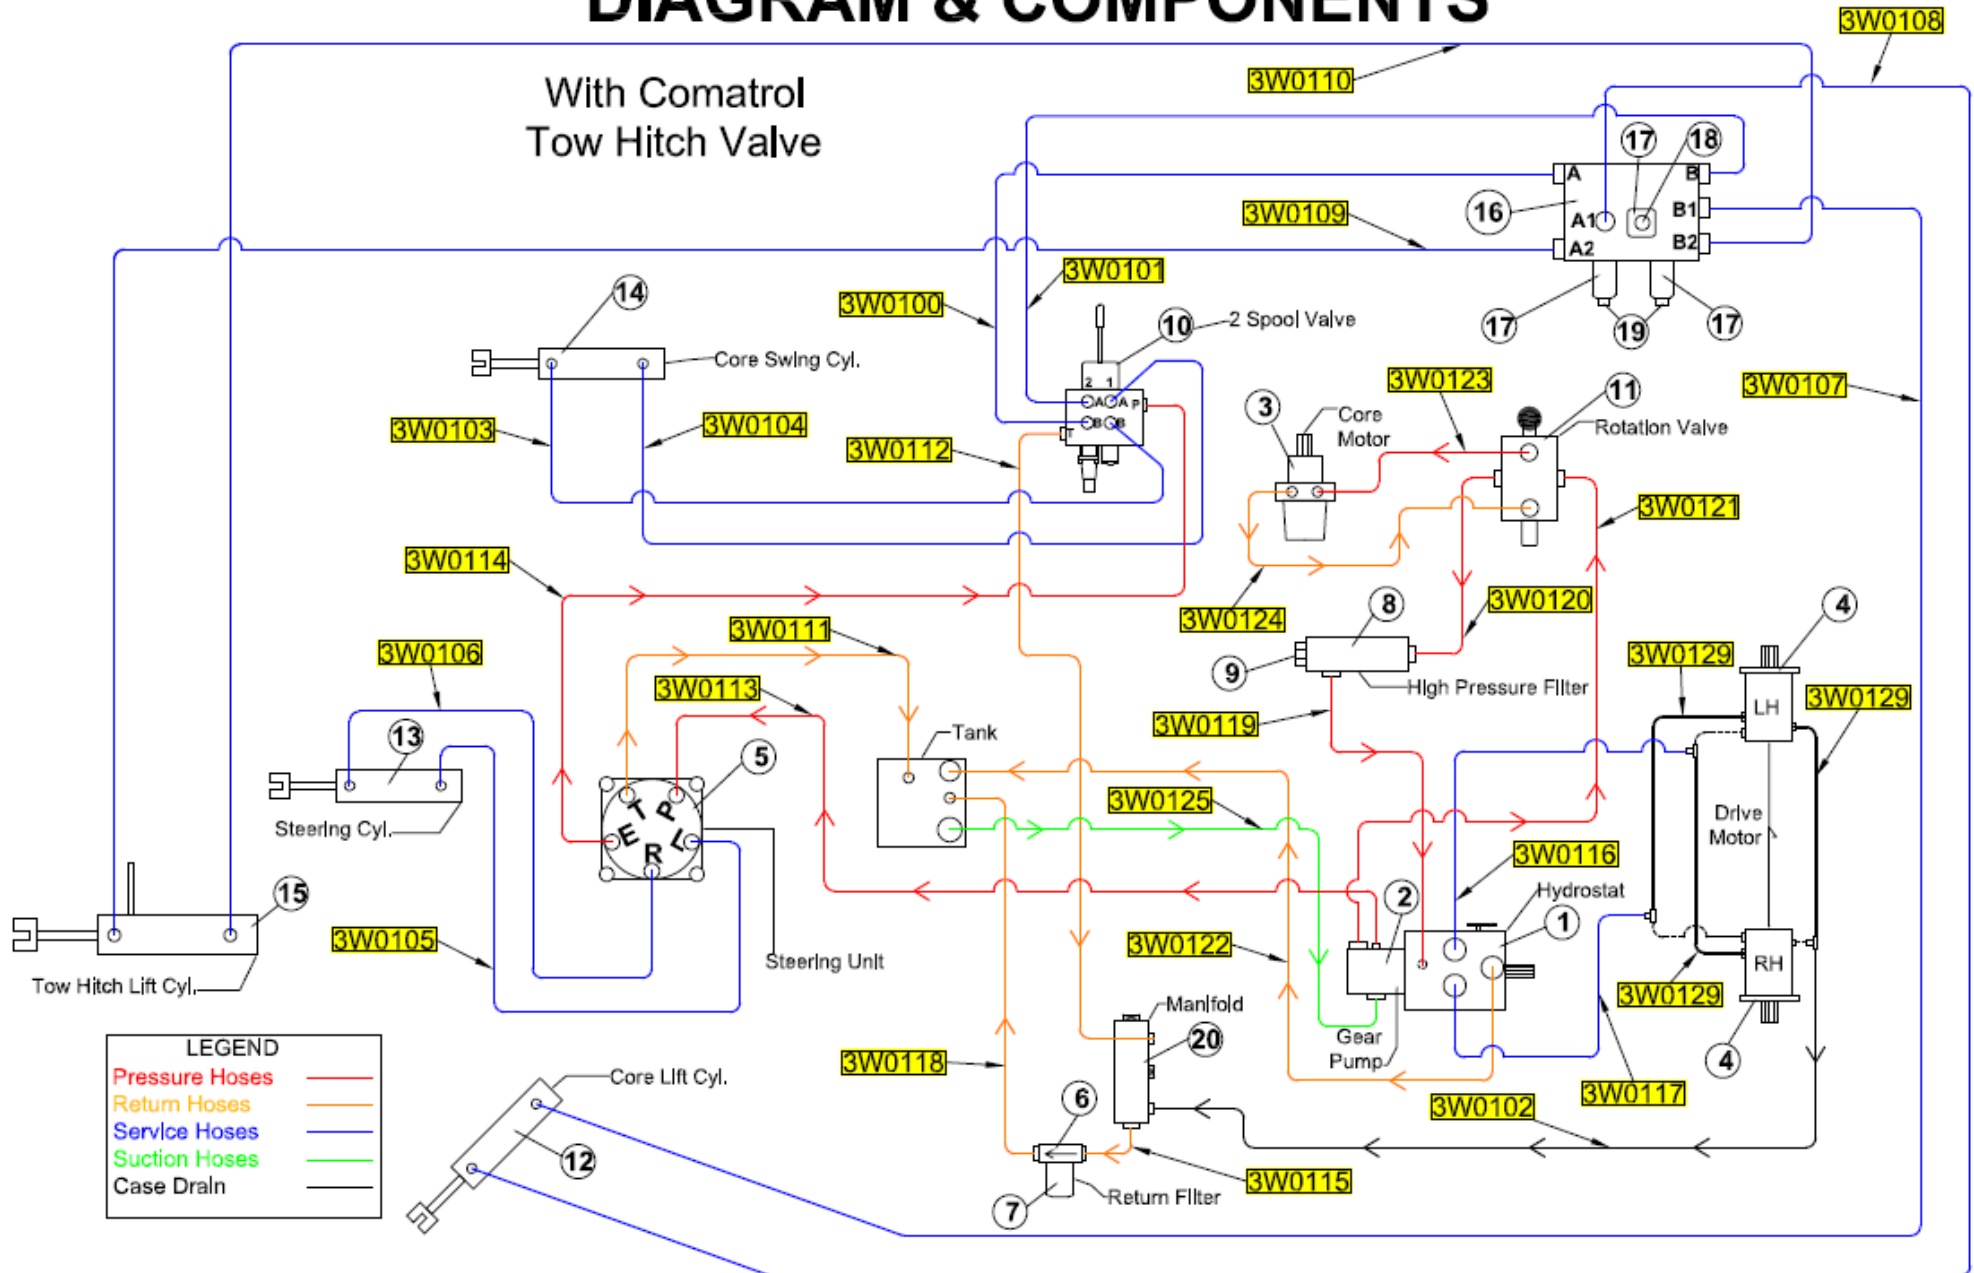 DIAGRAM & COMPONENTS
3W0108
With Comatrol
Tow Hitch Valve
3W0110
17
18
A
B
16
3W0109
A1
B1
A2
B2
3W0101
14
3W0100
10
2 Spool Valve
17
19
17
Core Swing Cyl.
2 1
3W0123
11
3W0107
3
A A P
Core
Motor
Rotation Valve
3W0103
3W0104
B B
T
3W0112
3W0121
3W0114
3W0124
8
3W0120
4
3W0111
3W0106
3W0129
9
3W0113
High Pressure Filter
3W0129
LH
3W0119
13
Tank
5
T P
E L
R
3W0125
Drive
Motor
Steering Cyl.
3W0116
15
2
Hydrostat
1
3W0105
3W0122
Steering Unit
RH
Tow Hitch Lift Cyl.
3W0129
Manifold
20
Gear
Pump
4
LEGEND
Pressure Hoses
Return Hoses
Service Hoses
Suction Hoses
Case Drain
3W0118
Core Lift Cyl.
6
3W0117
3W0102
12
3W0115
7
Return Filter